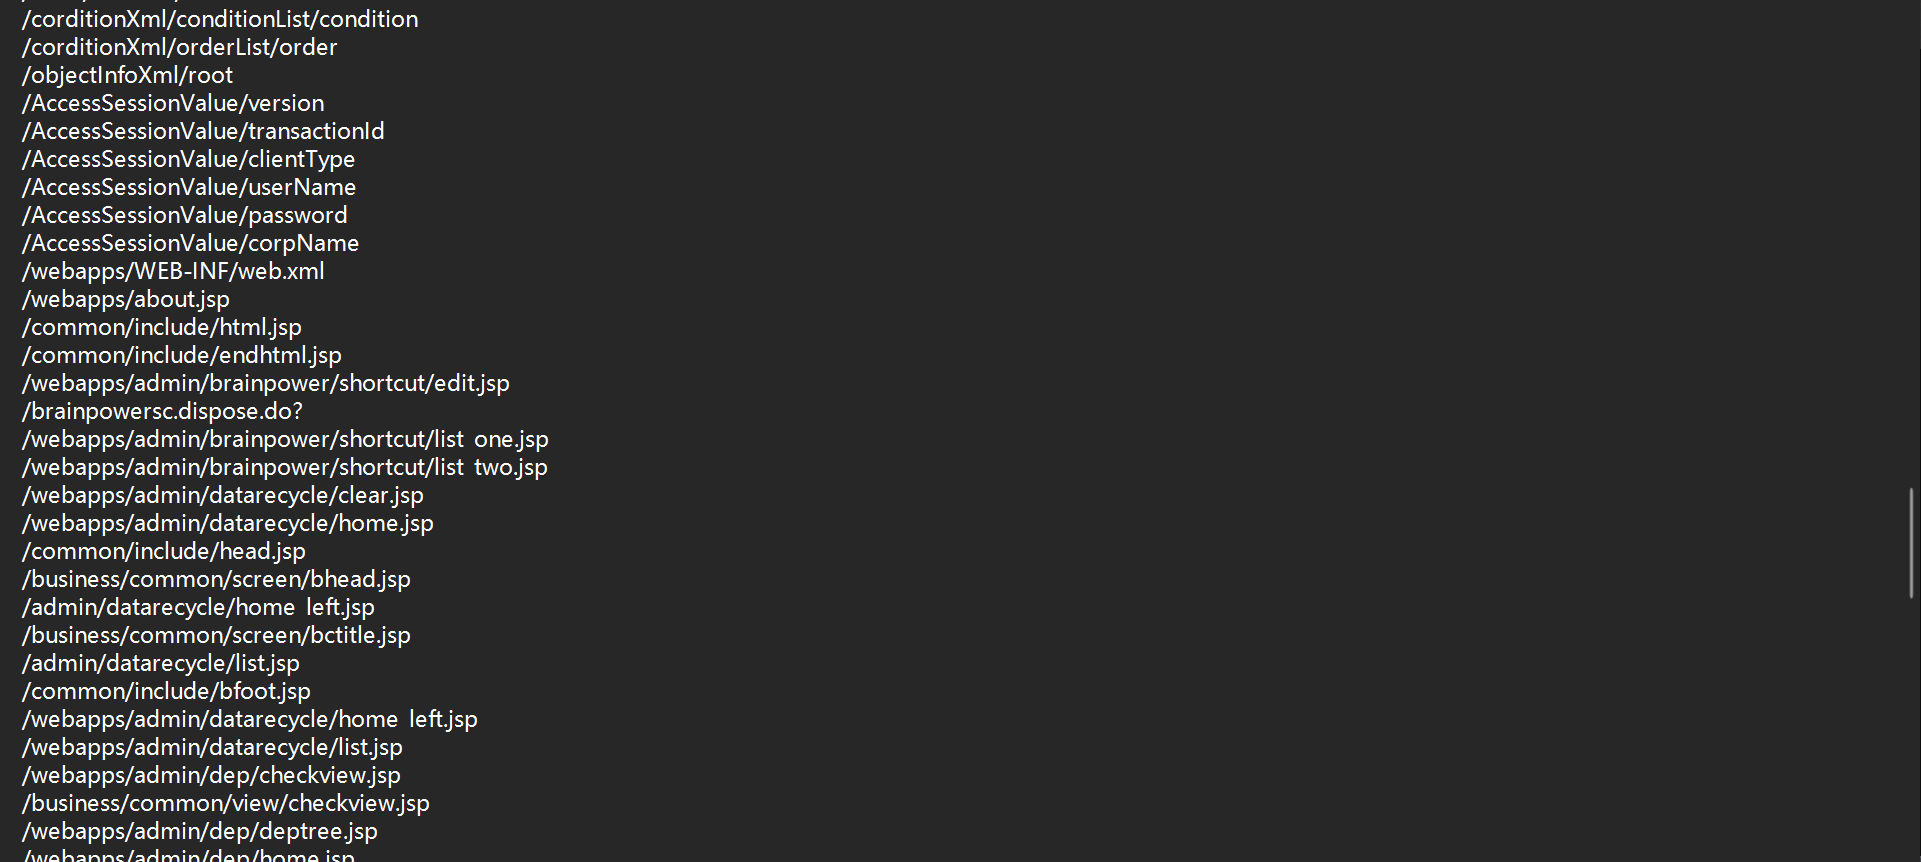 /corditionXml/conditionList/condition
/corditionXml/orderList/order
/objectInfoXml/root
/AccessSessionValue/version
/AccessSessionValue/transactionId
/AccessSessionValue/clientType
/AccessSessionValue/userName
/AccessSessionValue/password
/AccessSessionValue/corpName
/webapps/WEB-INF/web.xml
/webapps/about.jsp
/common/include/html.jsp
/common/include/endhtml.jsp
/webapps/admin/brainpower/shortcut/edit.jsp
/brainpowersc.dispose.do?
/webapps/admin/brainpower/shortcut/list one.jsp
/webapps/admin/brainpower/shortcut/list two.jsp
/webapps/admin/datarecycle/clear.jsp
/webapps/admin/datarecycle/home.jsp
/common/include/head.jsp
/business/common/screen/bhead.jsp
/admin/datarecycle/home left.jsp
/business/common/screen/bctitle.jsp
/admin/datarecycle/list.jsp
/common/include/bfoot.jsp
/webapps/admin/datarecycle/home left.jsp
/webapps/admin/datarecycle/list.jsp
/webapps/admin/dep/checkview.jsp
/business/common/view/checkview.jsp
/webapps/admin/dep/deptree.jsp
/webapps/admin/dep/home.jsp